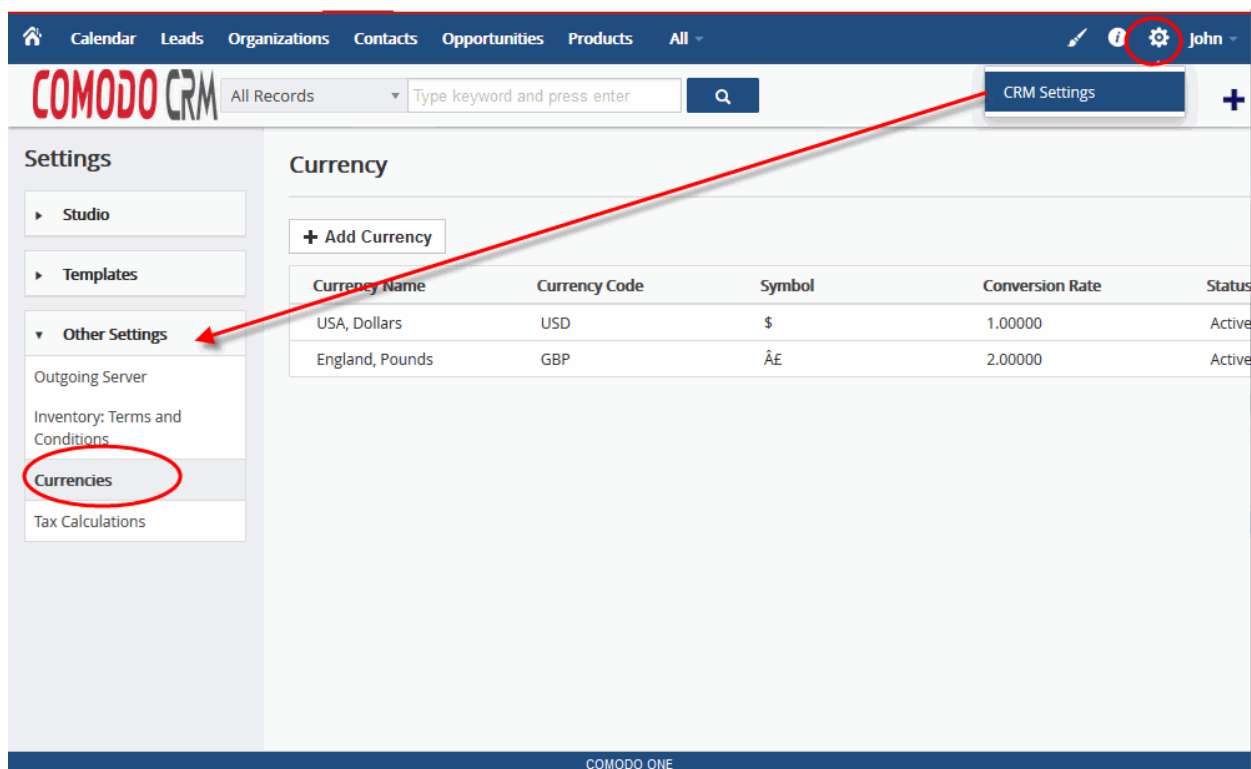 Calendar Leads Organizations Contacts Opportunities Products All John
COMODO CRM All Records Type keyword and press enter CRM Settings
Settings
Currency
Studio
+ Add Currency
Templates
Currency Name Currency Code Symbol Conversion Rate Status
Other Settings
USA, Dollars USD $ 1.00000 Active
England, Pounds GBP Â£ 2.00000 Active
Outgoing Server
Inventory: Terms and
Conditions
Currencies
Tax Calculations
COMODO ONE